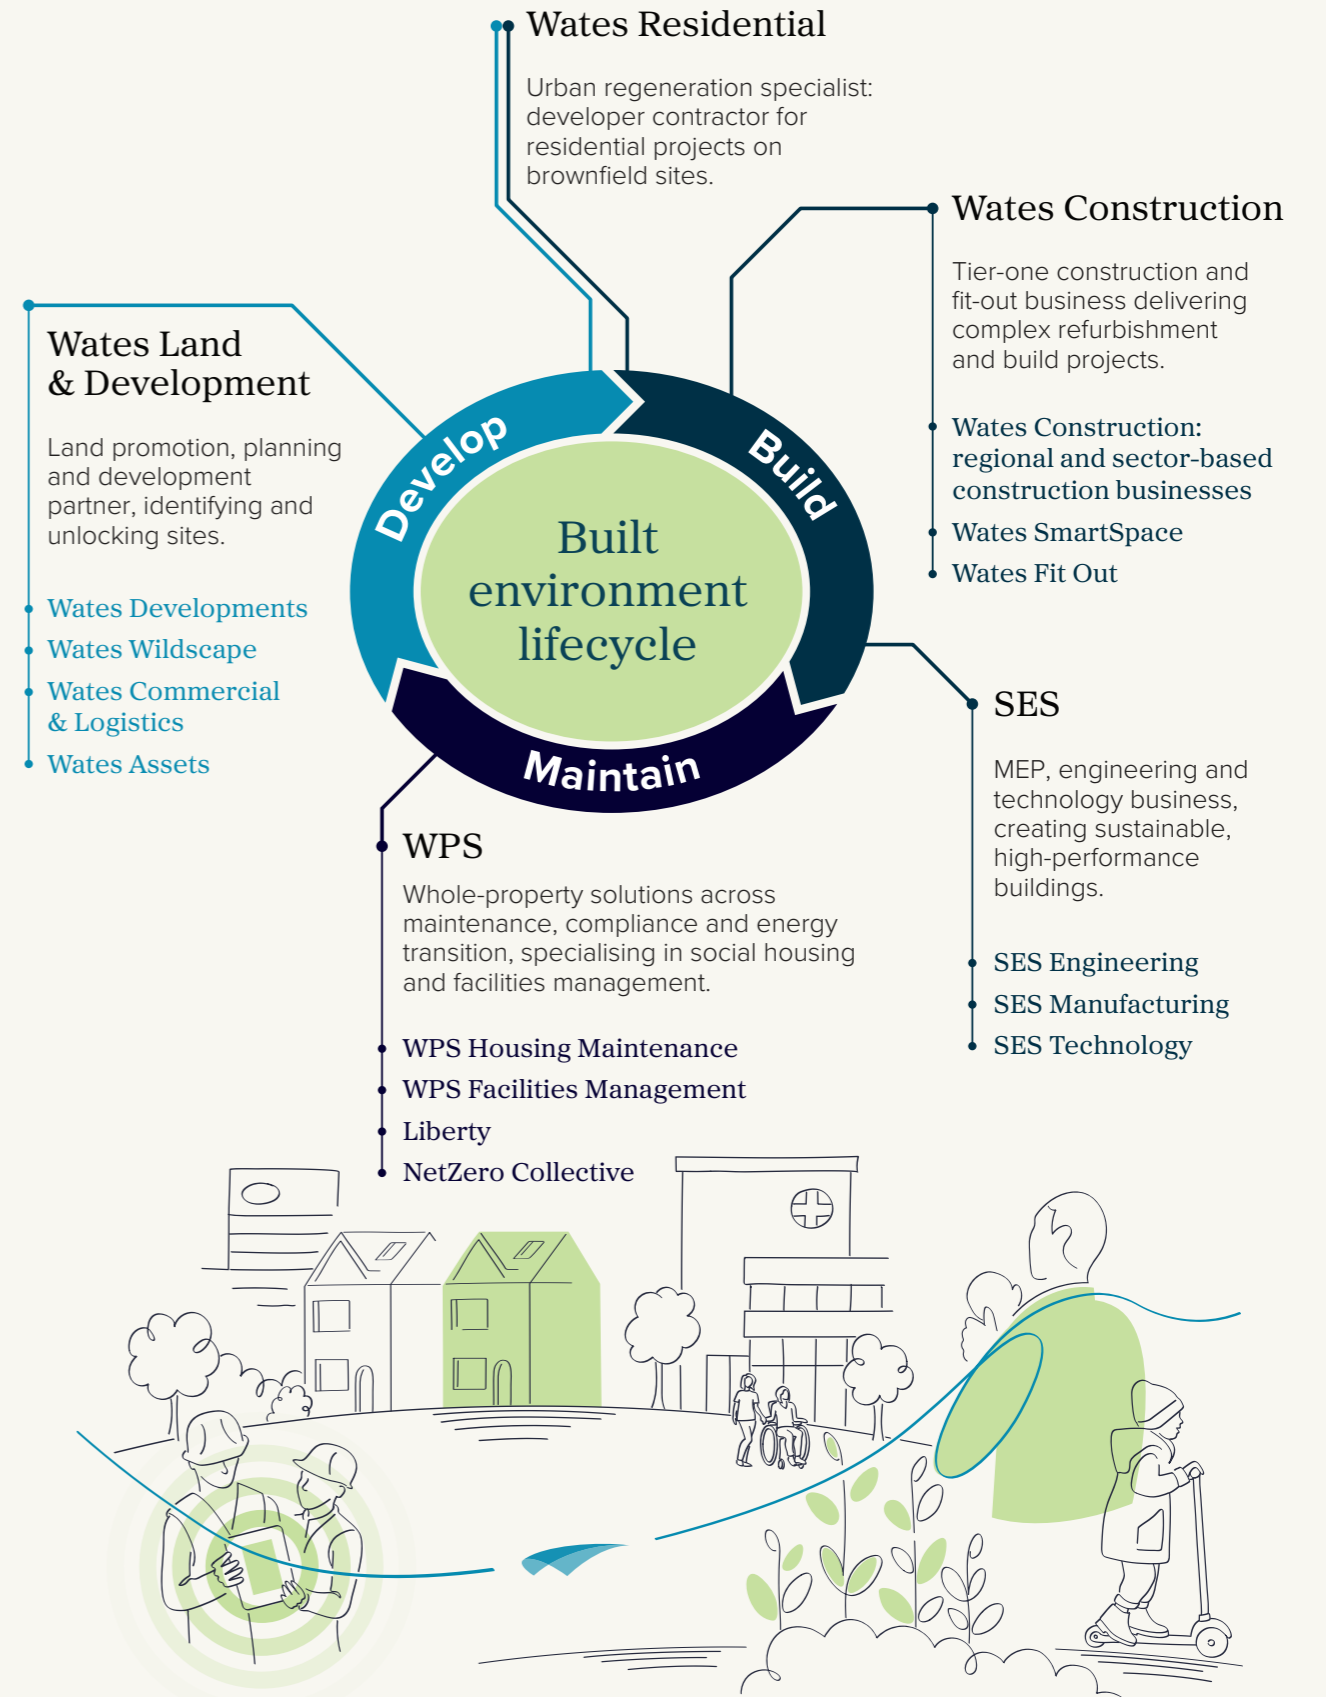 Wates Residential
Urban regeneration specialist:
developer contractor for
residential projects on
brownfield sites.
Wates Construction
Tier-one construction and
fit-out business delivering
complex refurbishment
and build projects.
Wates Construction:
regional and sector-based
construction businesses
Wates SmartSpace
Wates Fit Out
Wates Land
& Development
Land promotion, planning
and development
partner, identifying and
unlocking sites.
Wates Developments
Wates Wildscape
Wates Commercial
& Logistics
Wates Assets
Develop
Build
Maintain
Built
environment
lifecycle
SES
MEP, engineering and
technology business,
creating sustainable,
high-performance
buildings.
SES Engineering
SES Manufacturing
SES Technology
WPS
Whole-property solutions across
maintenance, compliance and energy
transition, specialising in social housing
and facilities management.
WPS Housing Maintenance
WPS Facilities Management
Liberty
NetZero Collective